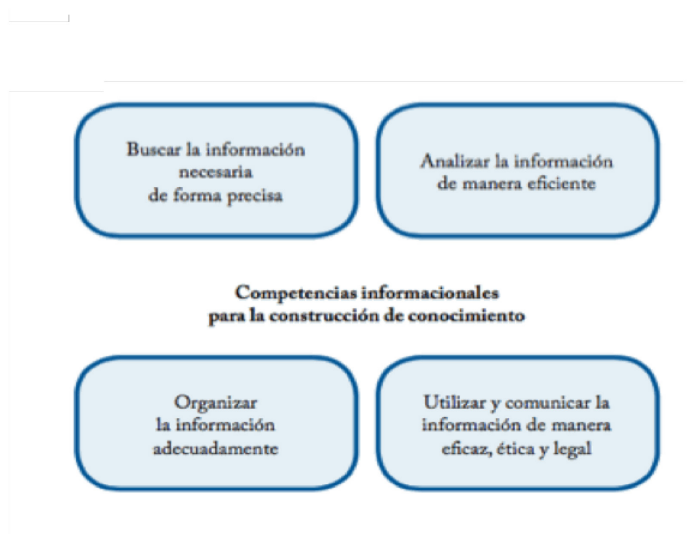 Buscar la información
necesaria
de forma precisa
Analizar la información
de manera eficiente
Competencias informacionales
para la construcción de conocimiento
Organizar
la información
adecuadamente
Utilizar y comunicar la
información de manera
eficaz, ética y legal